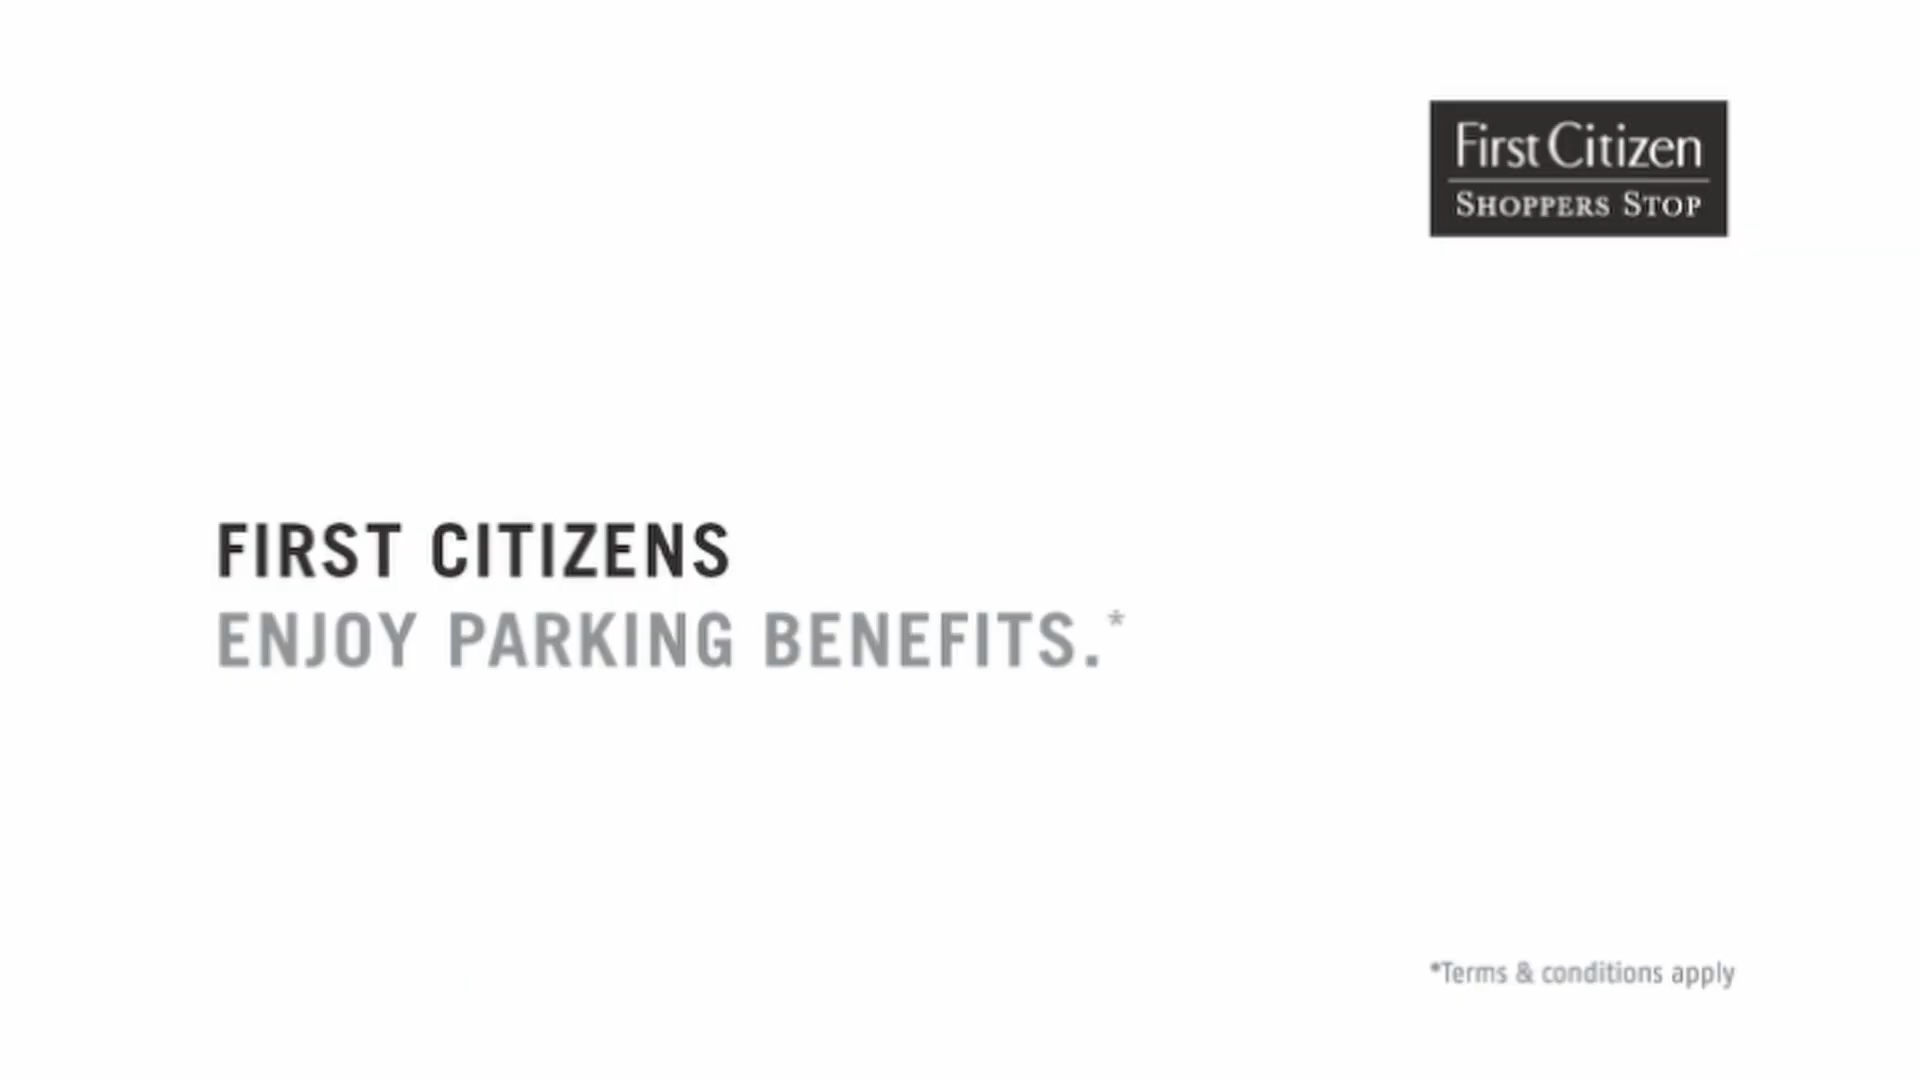 First Citizen
SHOPPERS STOP
FIRST CITIZENS
ENJOY PARKING BENEFITS.*
*Terms & conditions apply